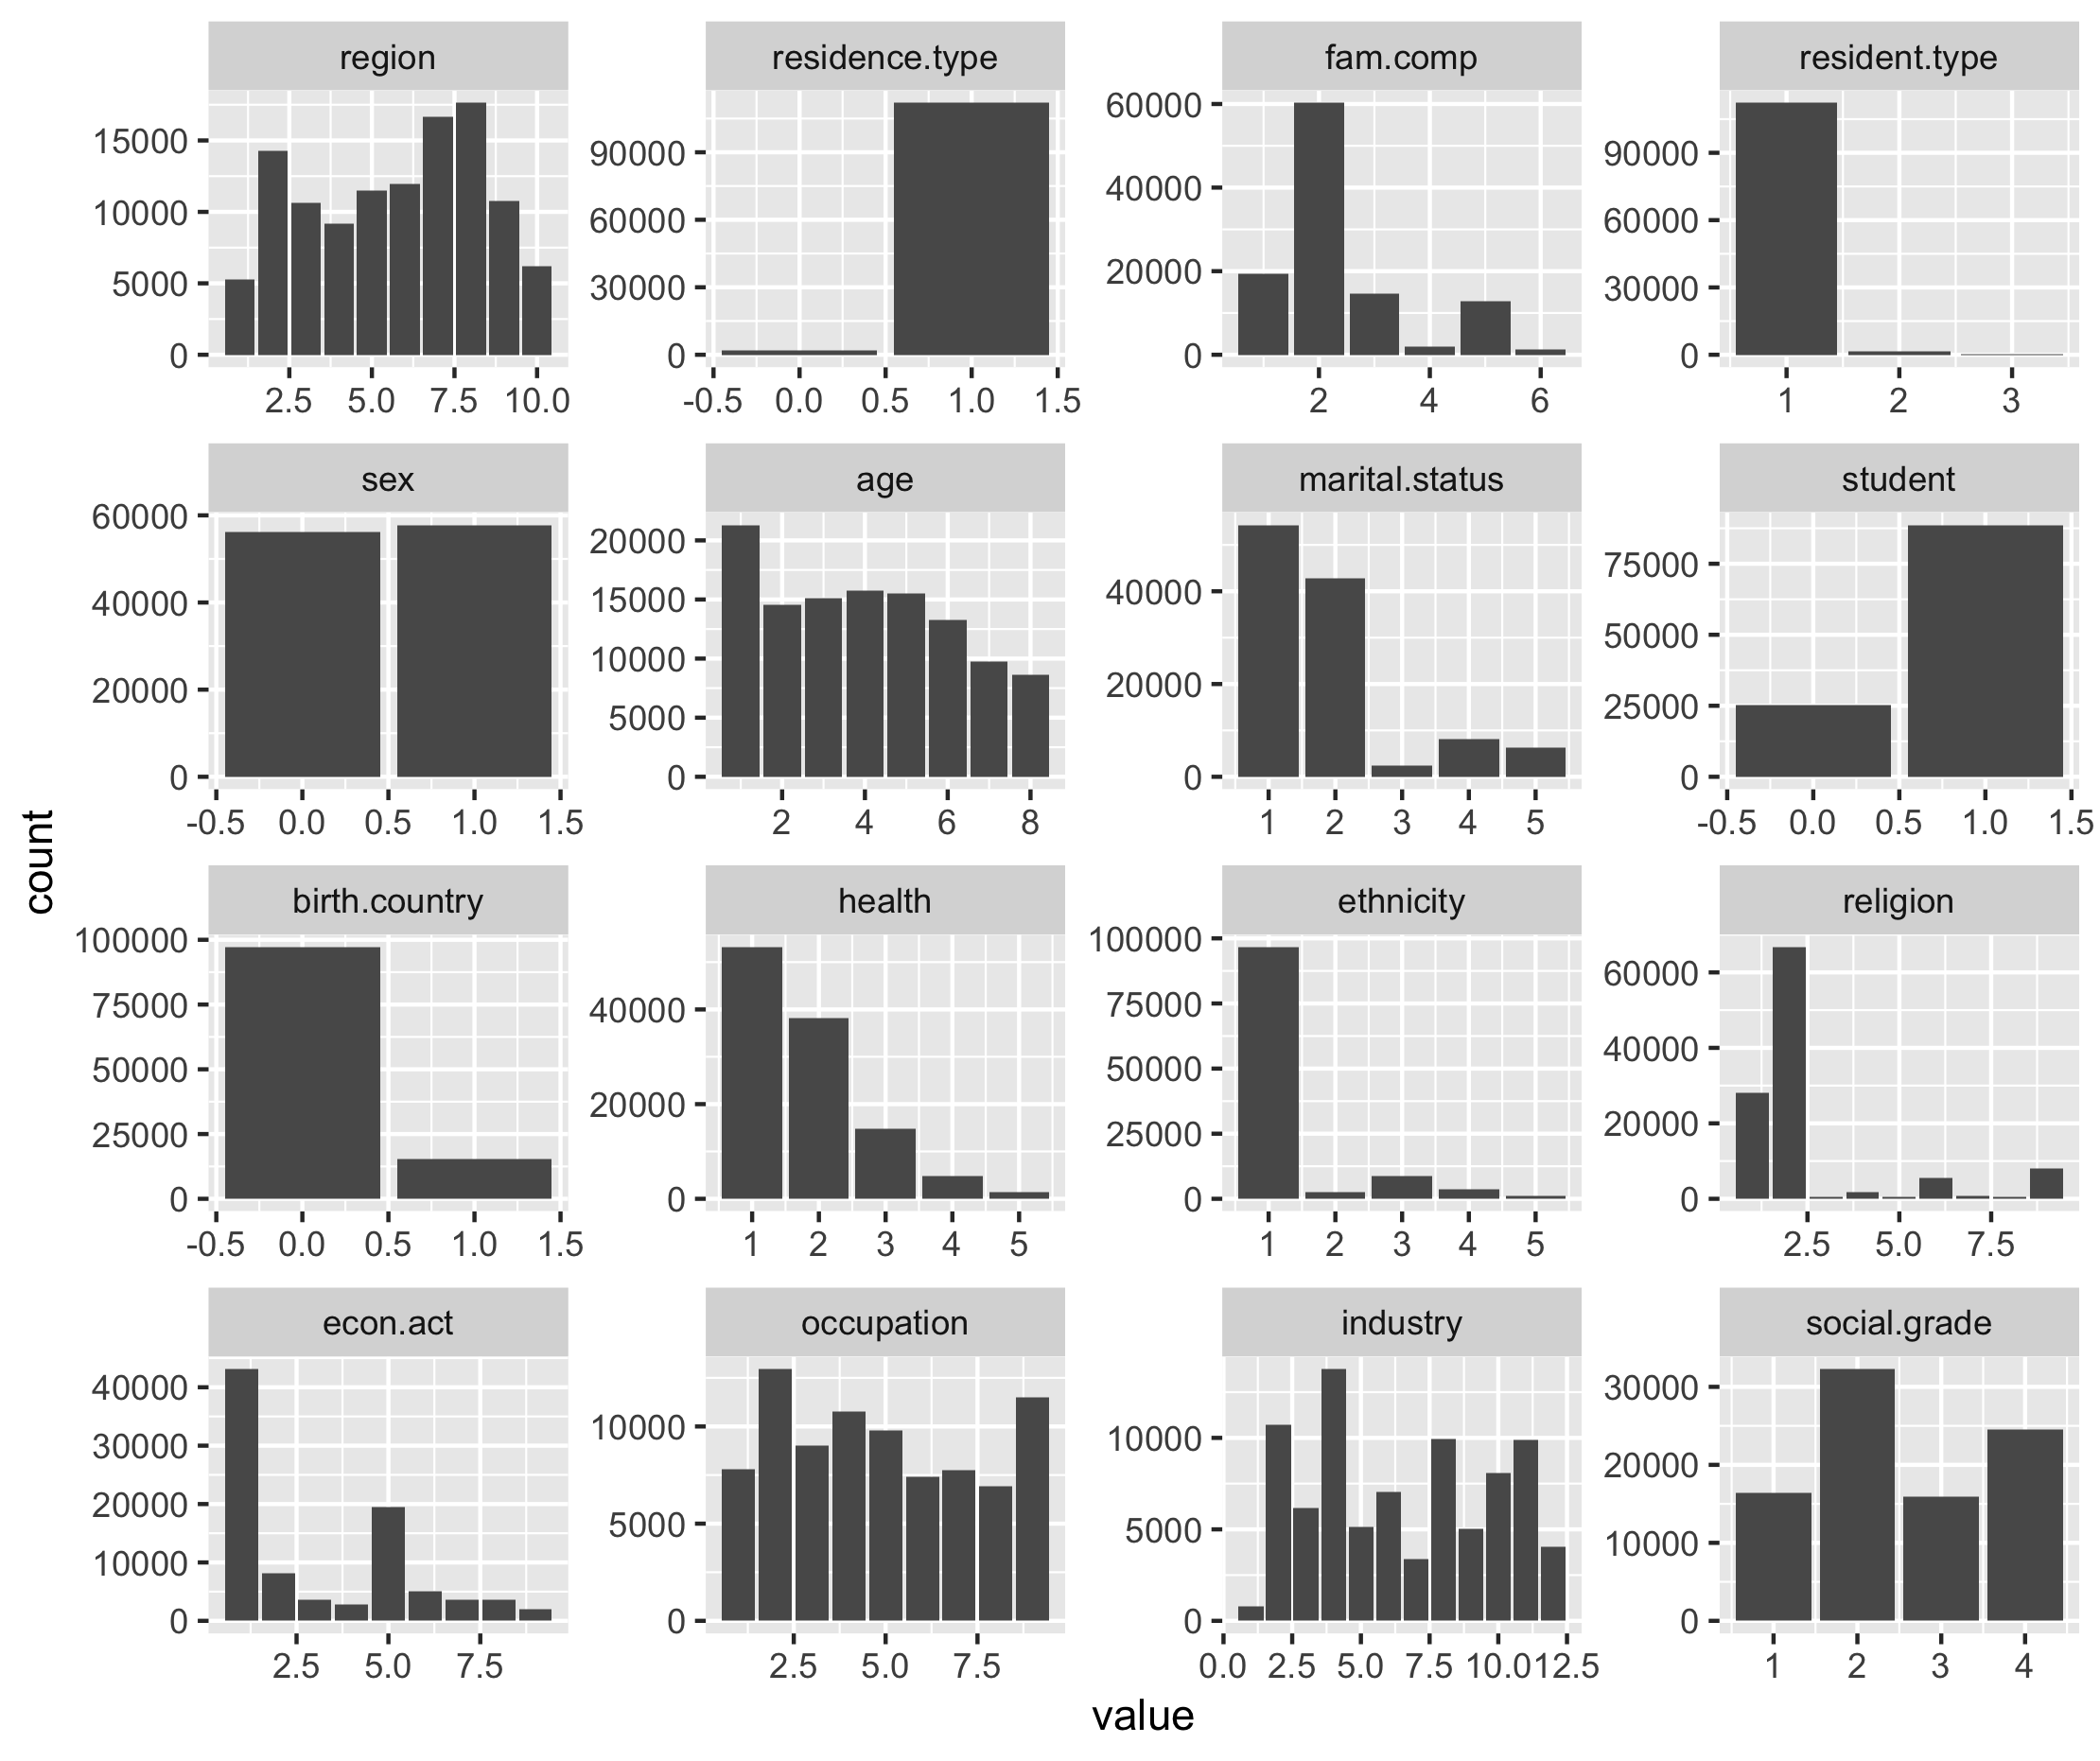 region residence.type fam.comp resident.type
15000 10000 5000 0
90000 60000 30000 0
60000 40000 20000 0
90000 60000 30000 0
2.5 5.0 7.5 10.0
-0.5 0.0 0.5 1.0 1.5
2 4 6
1 2 3
sex age marital.status student
60000 40000 20000 0
20000 15000 10000 5000 0
40000 20000 0
75000 50000 25000 0
-0.5 0.0 0.5 1.0 1.5
2 4 6 8
1 2 3 4 5
-0.5 0.0 0.5 1.0 1.5
count
birth.country health ethnicity religion
100000 75000 50000 25000 0
40000 20000 0
100000 75000 50000 25000 0
60000 40000 20000 0
-0.5 0.0 0.5 1.0 1.5
1 2 3 4 5
1 2 3 4 5
2.5 5.0 7.5
econ.act occupation industry social.grade
40000 30000 20000 10000 0
10000 5000 0
10000 5000 0
30000 20000 10000 0
2.5 5.0 7.5
2.5 5.0 7.5
0.0 2.5 5.0 7.5 10.0 12.5
1 2 3 4
value